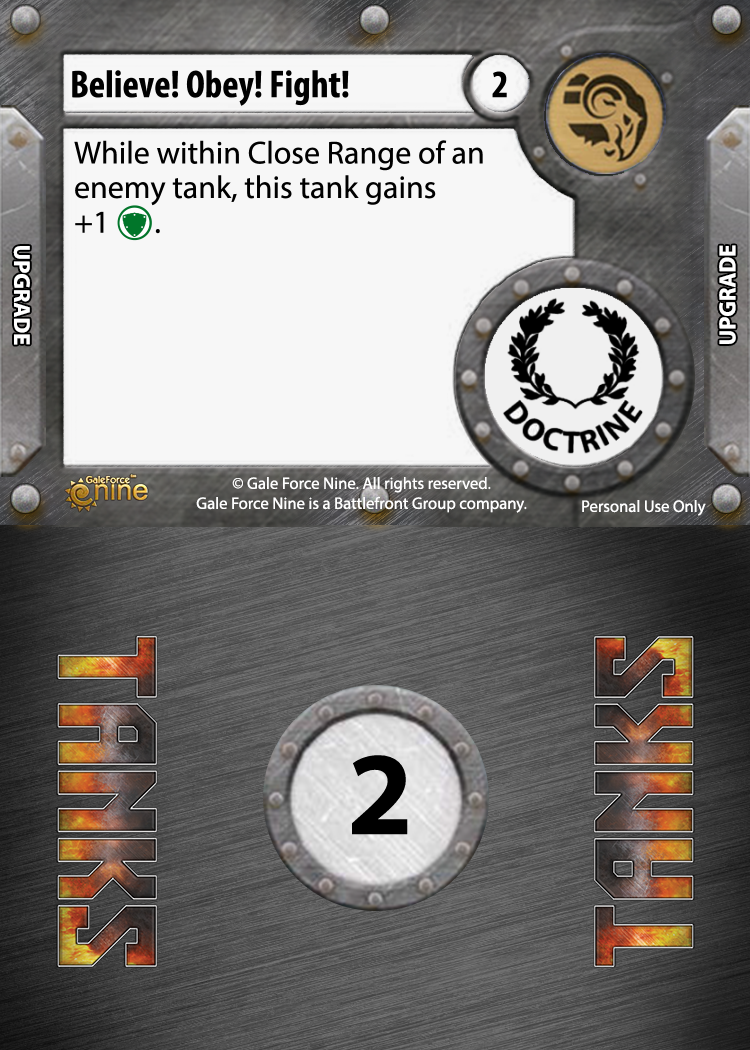 Believe! Obey! Fight!
2
While within Close Range of an
enemy tank, this tank gains
+1 .
UPGRADE
UPGRADE
DOCTRINE
GaleForce™
nine
© Gale Force Nine. All rights reserved.
Gale Force Nine is a Battlefront Group company.
Personal Use Only
TANKS
2
TANKS